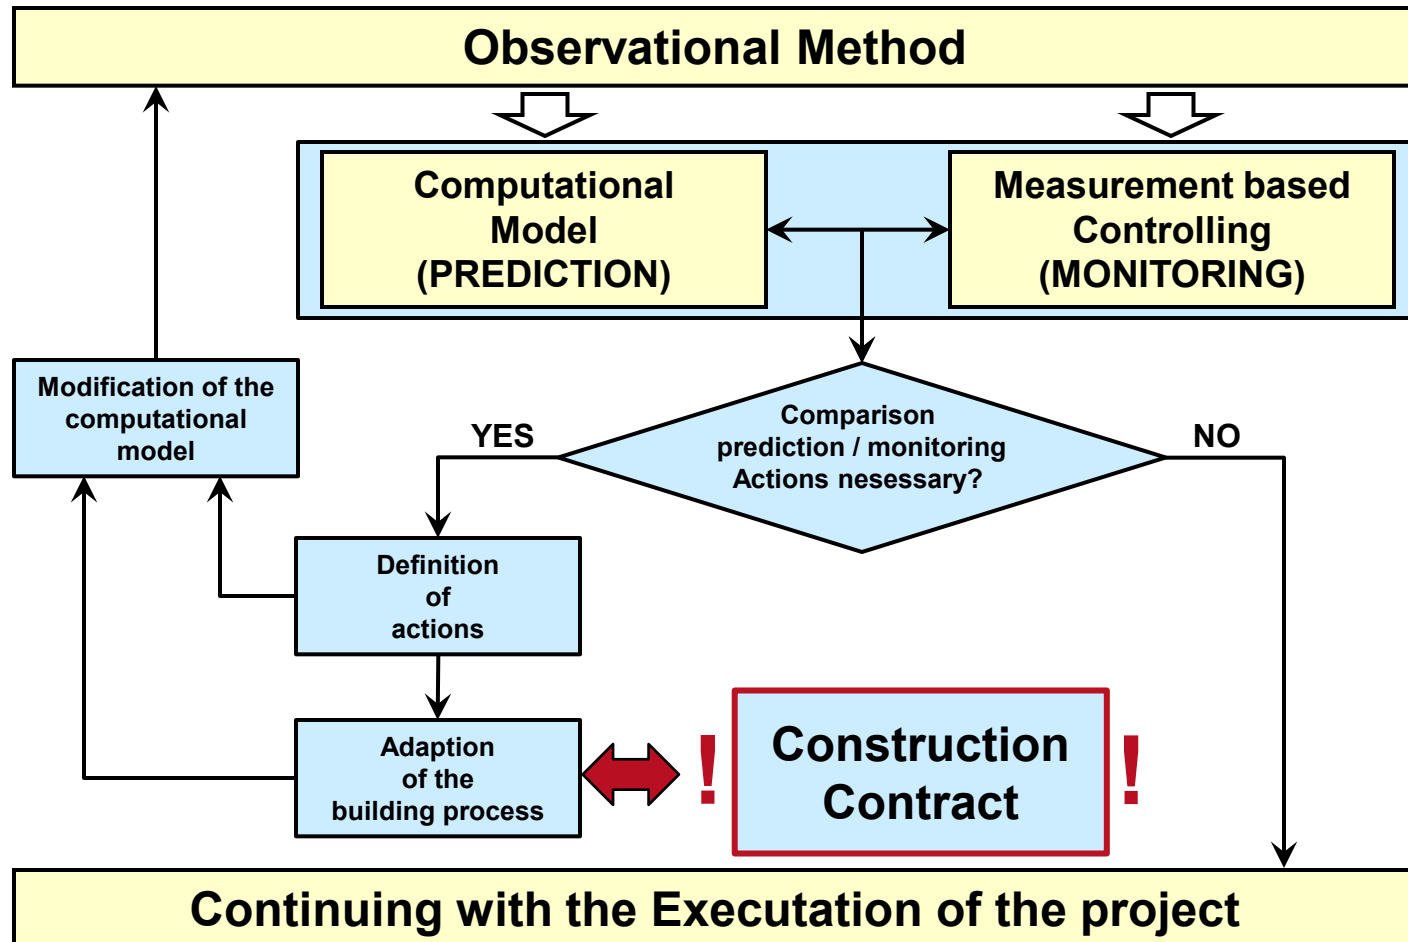 Observational Method
Computational
Model
(PREDICTION)
Measurement based
Controlling
(MONITORING)
Modification of the
computational
model
YES
Comparison
prediction / monitoring
Actions nesessary?
NO
Definition
of
actions
Adaption
of the
building process
!
Construction
Contract
!
Continuing with the Executation of the project